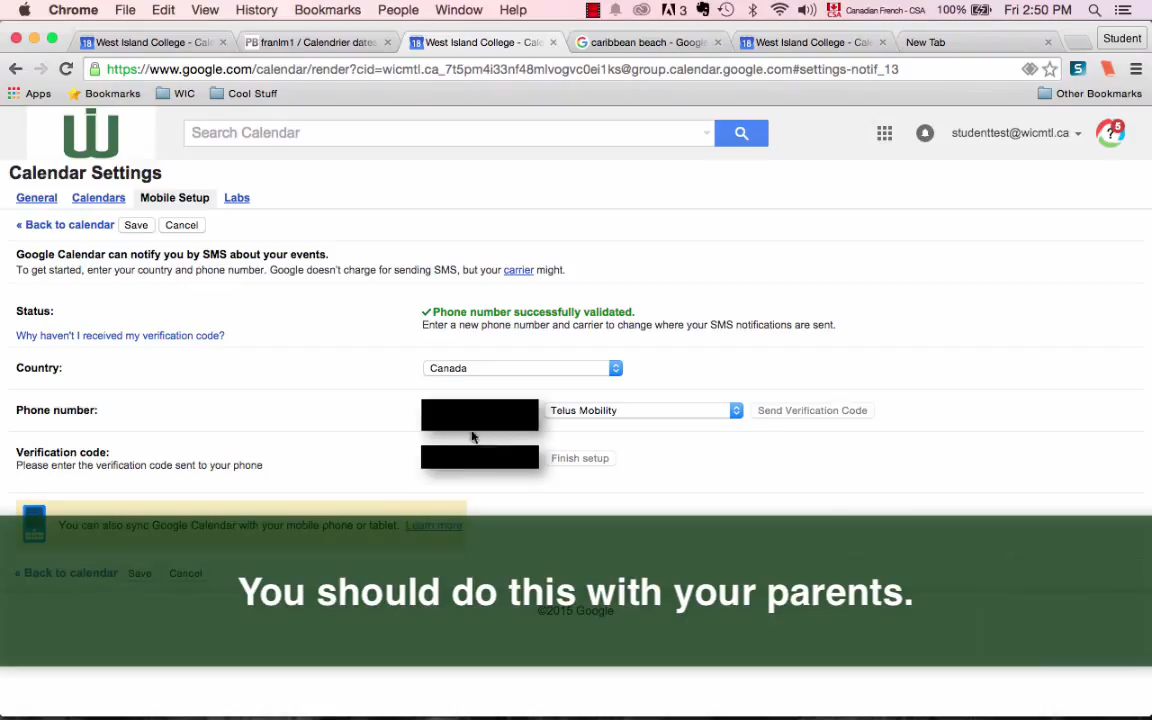 Chrome File Edit View History Bookmarks People Window Help 3 Canadian French - CSA 100% Fri 2:50 PM
West Island College - Cal PB franlm1 / Calendrier dates West Island College - Cal caribbean beach - Google West Island College - Cal New Tab Student
https://www.google.com/calendar/render?cid=wicmtl.ca_7t5pm4i33nf48mlvogvc0ei1ks@group.calendar.google.com#settings-notif_13
Apps Bookmarks WIC Cool Stuff Other Bookmarks
Search Calendar studenttest@wicmtl.ca
Calendar Settings
General Calendars Mobile Setup Labs
« Back to calendar Save Cancel
Google Calendar can notify you by SMS about your events.
To get started, enter your country and phone number. Google doesn't charge for sending SMS, but your carrier might.
Status: ✓Phone number successfully validated.
Enter a new phone number and carrier to change where your SMS notifications are sent.
Why haven't I received my verification code?
Country: Canada
Phone number: Telus Mobility Send Verification Code
Verification code: Finish setup
Please enter the verification code sent to your phone
You can also sync Google Calendar with your mobile phone or tablet. Learn more
« Back to calendar Save Cancel
You should do this with your parents.
©2015 Google